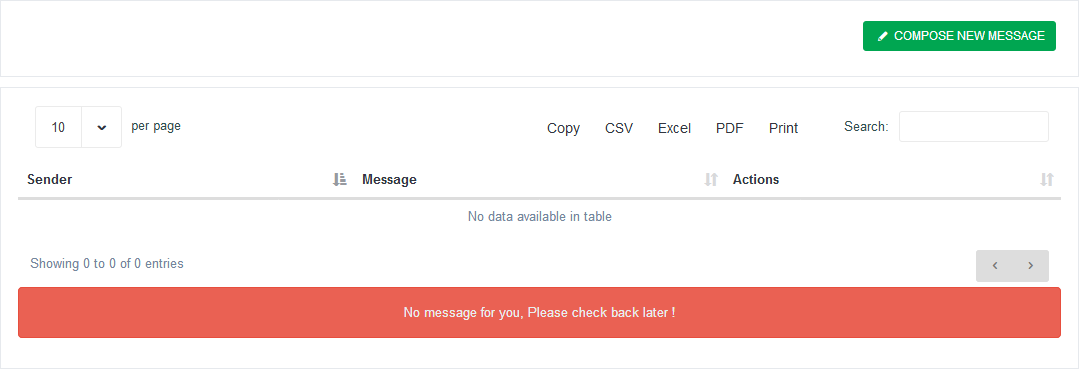 COMPOSE NEW MESSAGE
10 per page Copy CSV Excel PDF Print Search:
Sender Message Actions
No data available in table
Showing 0 to 0 of 0 entries
No message for you, Please check back later !